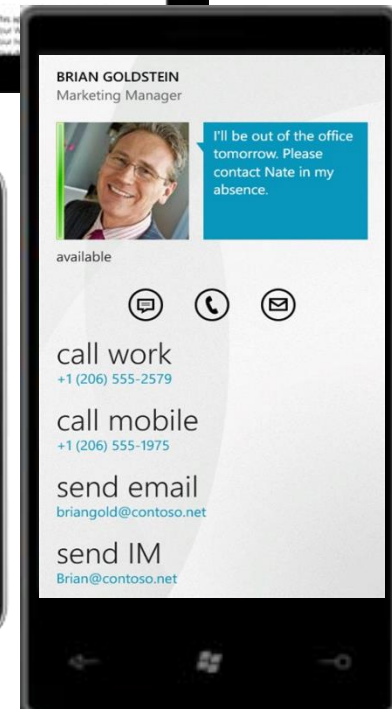 BRIAN GOLDSTEIN
Marketing Manager
I'll be out of the office
tomorrow. Please
contact Nate in my
absence.
available
call work
+1 (206) 555-2579
call mobile
+1 (206) 555-1975
send email
briangold@contoso.net
send IM
Brian@contoso.net